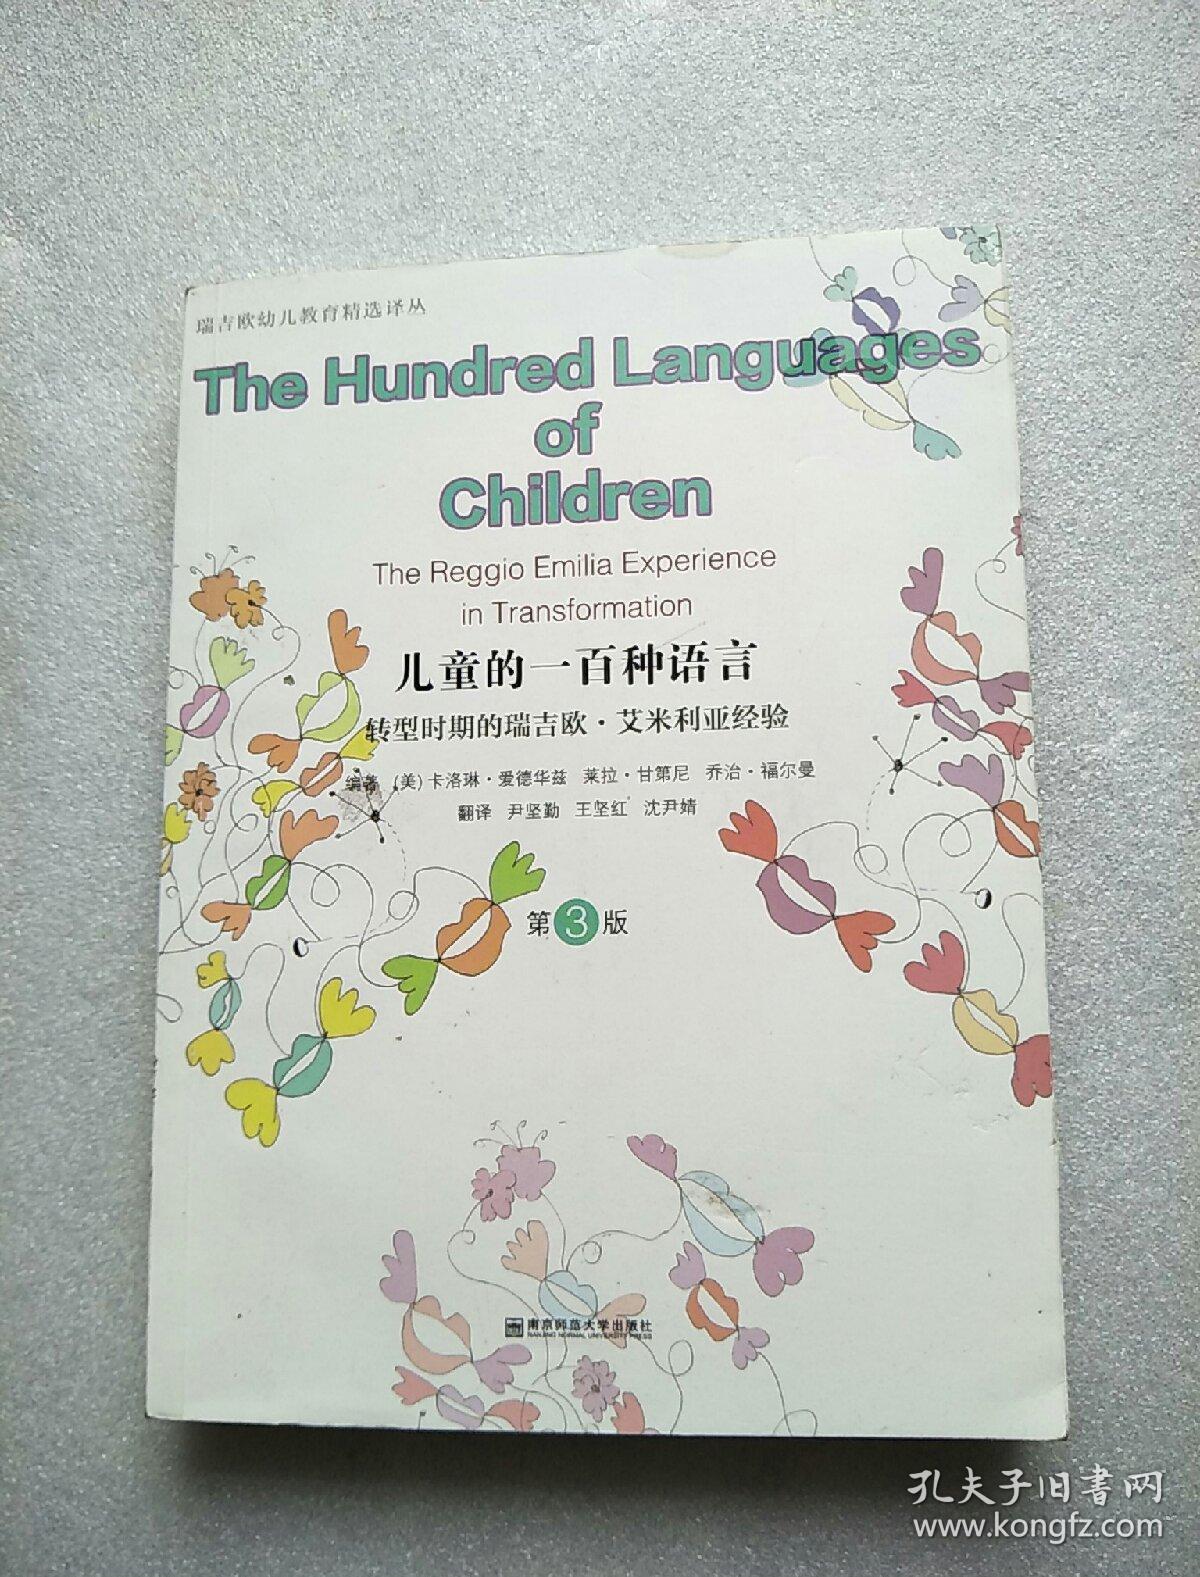 瑞吉欧幼儿教育精选译丛
The Hundred Languages
of
Children
The Reggio Emilia Experience
in Transformation
儿童的一百种语言
转型时期的瑞吉欧·艾米利亚经验
编著 (美)卡洛琳·爱德华兹 莱拉·甘第尼 乔治·福尔曼
翻译 尹坚勤 王坚红 沈尹婧
第3版
南京师范大学出版社
NANJING NORMAL UNIVERSITY PRESS
孔夫子旧书网
www.kongfz.com